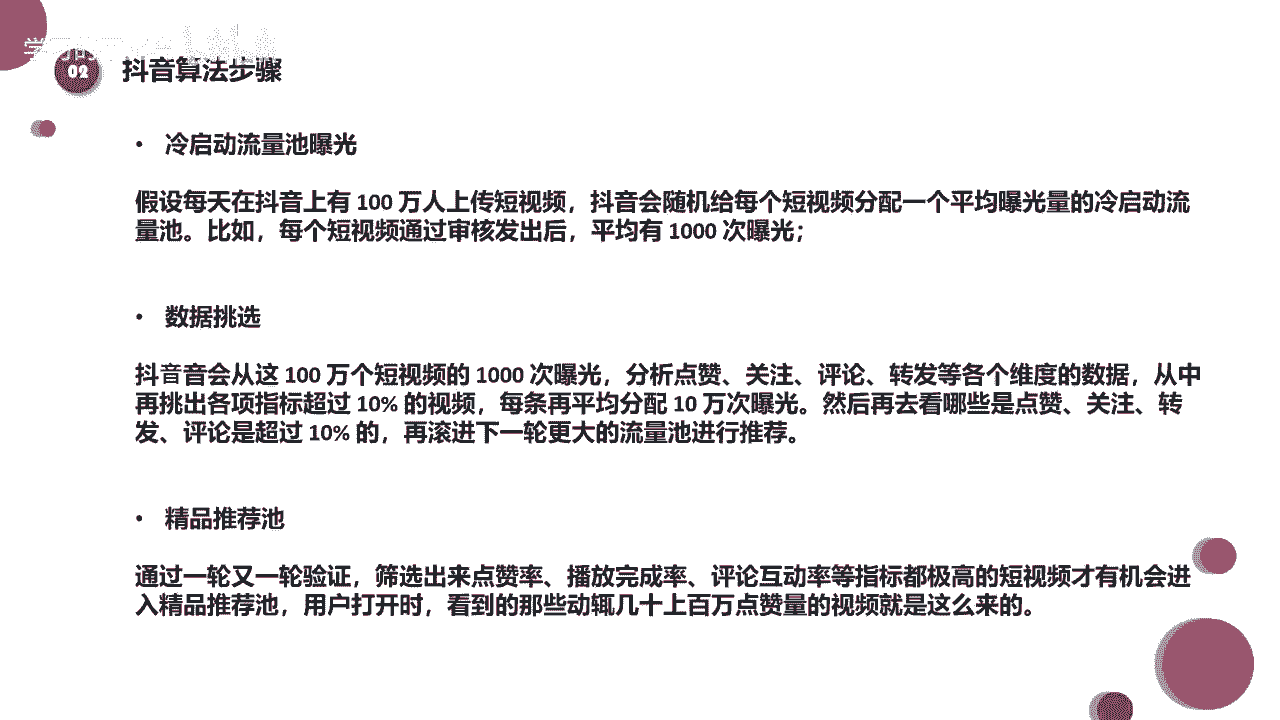 02
抖音算法步骤
• 冷启动流量池曝光
假设每天在抖音上有 100 万人上传短视频，抖音会随机给每个短视频分配一个平均曝光量的冷启动流
量池。比如，每个短视频通过审核发出后，平均有 1000 次曝光；
• 数据挑选
抖音音会从这 100 万个短视频的 1000 次曝光，分析点赞、关注、评论、转发等各个维度的数据，从中
再挑出各项指标超过 10% 的视频，每条再平均分配 10 万次曝光。然后再去看哪些是点赞、关注、转
发、评论是超过 10% 的，再滚进下一轮更大的流量池进行推荐。
• 精品推荐池
通过一轮又一轮验证，筛选出来点赞率、播放完成率、评论互动率等指标都极高的短视频才有机会进
入精品推荐池，用户打开时，看到的那些动辄几十上百万点赞量的视频就是这么来的。